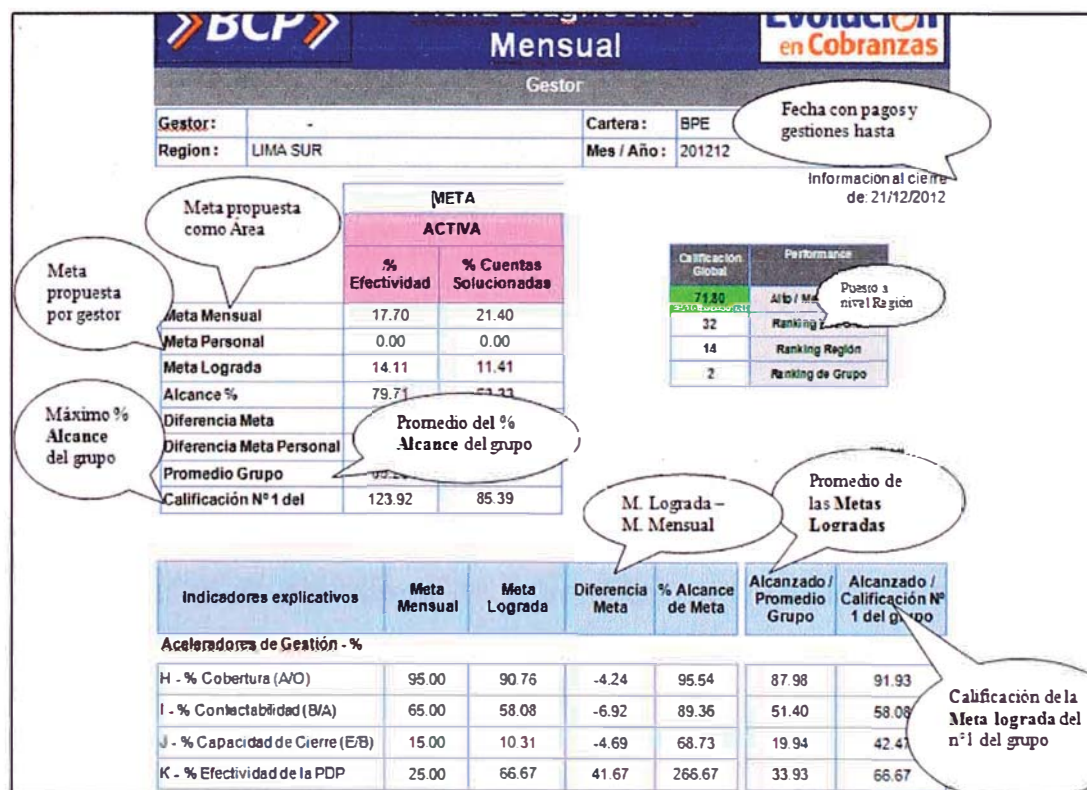 BCP
Mensual
Evolución
en Cobranzas
Gestor
Gestor: -
Cartera: BPE
Region: LIMA SUR
Mes / Año: 201212
Fecha con pagos y
gestiones hasta
Informacion al cierre
de: 21/12/2012
Meta propuesta
como Área
Meta
propuesta
por gestor
META
ACTIVA
%
Efectividad
% Cuentas
Solucionadas
Meta Mensual 17.70 21.40
Meta Personal 0.00 0.00
Meta Lograda 14.11 11.41
Alcance % 79.71
Diferencia Meta
Diferencia Meta Personal
Promedio Grupo
Calificación Nº 1 del 123.92 85.39
Calificación
Global
Performance
71.80 Alto /
32 Ranking
14 Ranking Región
2 Ranking de Grupo
Puesto a
nivel Región
Máximo %
Alcance
del grupo
Promedio del %
Alcance del grupo
M. Lograda –
M. Mensual
Promedio de
las Metas
Logradas
Indicadores explicativos
Meta
Mensual
Meta
Lograda
Diferencia
Meta
% Alcance
de Meta
Alcanzado /
Promedio
Grupo
Alcanzado /
Calificación Nº
1 del grupo
Aceleradores de Gestión - %
H - % Cobertura (A/O) 95.00 90.76 -4.24 95.54 87.98 91.93
I - % Contactabilidad (B/A) 65.00 58.08 -6.92 89.36 51.40 58.08
J - % Capacidad de Cierre (E/B) 15.00 10.31 -4.69 68.73 19.94 42.47
K - % Efectividad de la PDP 25.00 66.67 41.67 266.67 33.93 66.67
Calificación de la
Meta lograda del
n°1 del grupo